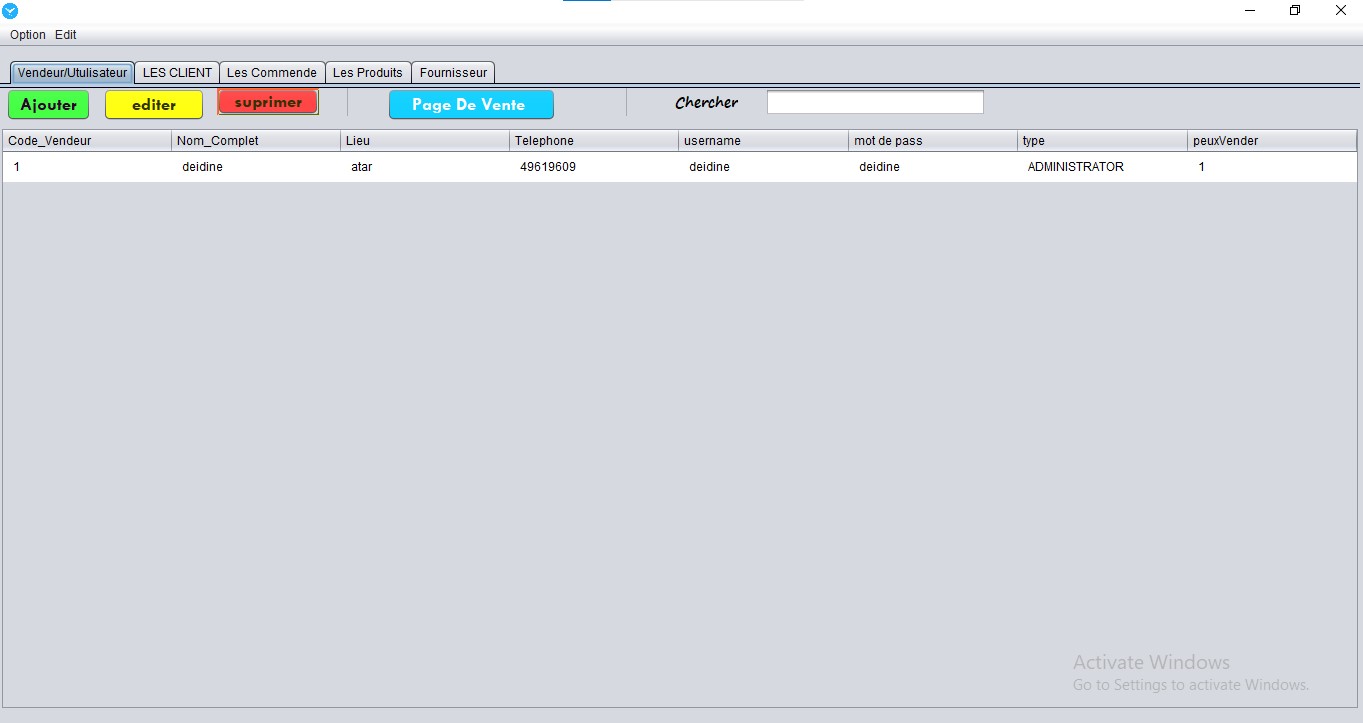 Option Edit
Vendeur/Utulisateur LES CLIENT Les Commende Les Produits Fournisseur
Ajouter editer suprimer Page De Vente Chercher
Code_Vendeur Nom_Complet Lieu Telephone username mot de pass type peuxVender
1 deidine atar 49619609 deidine deidine ADMINISTRATOR 1
Activate Windows
Go to Settings to activate Windows.